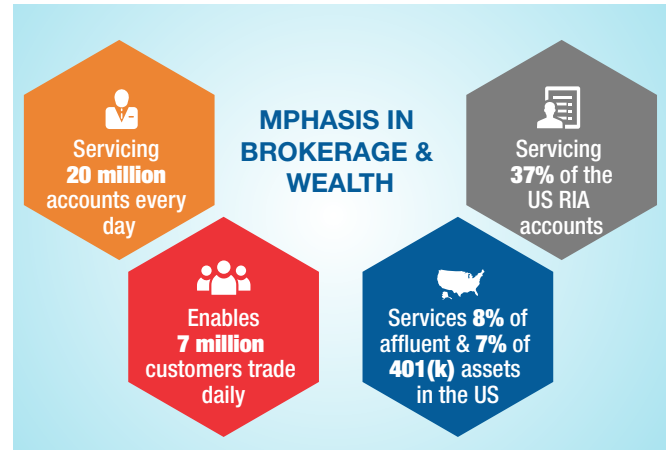 MPHASIS IN
BROKERAGE &
WEALTH
Servicing
20 million
accounts every
day
Servicing
37% of the
US RIA
accounts
Enables
7 million
customers trade
daily
Services 8% of
affluent & 7% of
401(k) assets
in the US